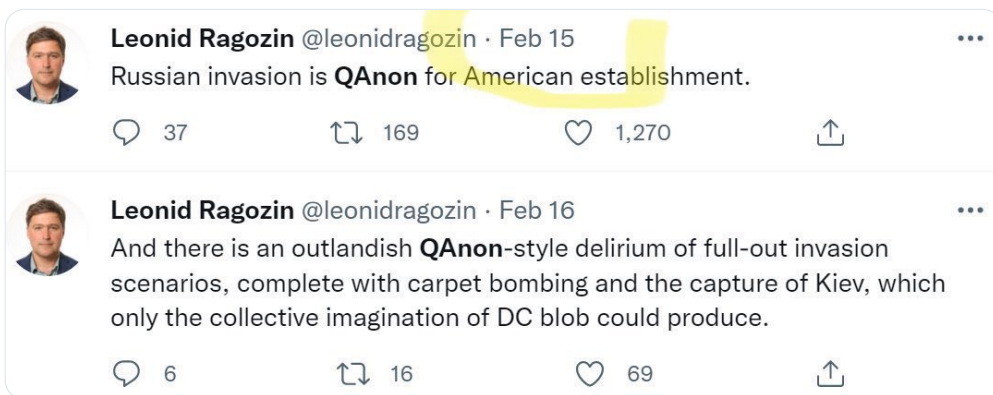 Leonid Ragozin @leonidragozin · Feb 15
Russian invasion is QAnon for American establishment.
37 169 1,270
Leonid Ragozin @leonidragozin · Feb 16
And there is an outlandish QAnon-style delirium of full-out invasion
scenarios, complete with carpet bombing and the capture of Kiev, which
only the collective imagination of DC blob could produce.
6 16 69